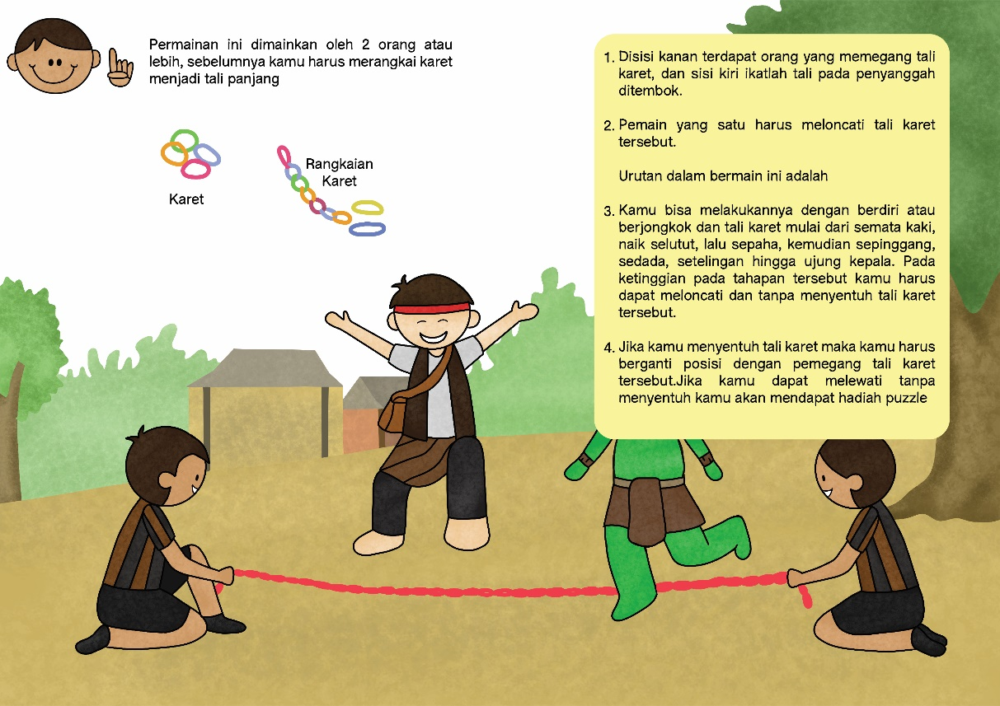 Permainan ini dimainkan oleh 2 orang atau
lebih, sebelumnya kamu harus merangkai karet
menjadi tali panjang
Karet
Rangkaian
Karet
1. Disisi kanan terdapat orang yang memegang tali
karet, dan sisi kiri ikatlah tali pada penyanggah
ditembok.
2. Pemain yang satu harus meloncati tali karet
tersebut.
Urutan dalam bermain ini adalah
3. Kamu bisa melakukannya dengan berdiri atau
berjongkok dan tali karet mulai dari semata kaki,
naik selutut, lalu sepaha, kemudian sepinggang,
sedada, setelingan hingga ujung kepala. Pada
ketinggian pada tahapan tersebut kamu harus
dapat meloncati dan tanpa menyentuh tali karet
tersebut.
4. Jika kamu menyentuh tali karet maka kamu harus
berganti posisi dengan pemegang tali karet
tersebut.Jika kamu dapat melewati tanpa
menyentuh kamu akan mendapat hadiah puzzle